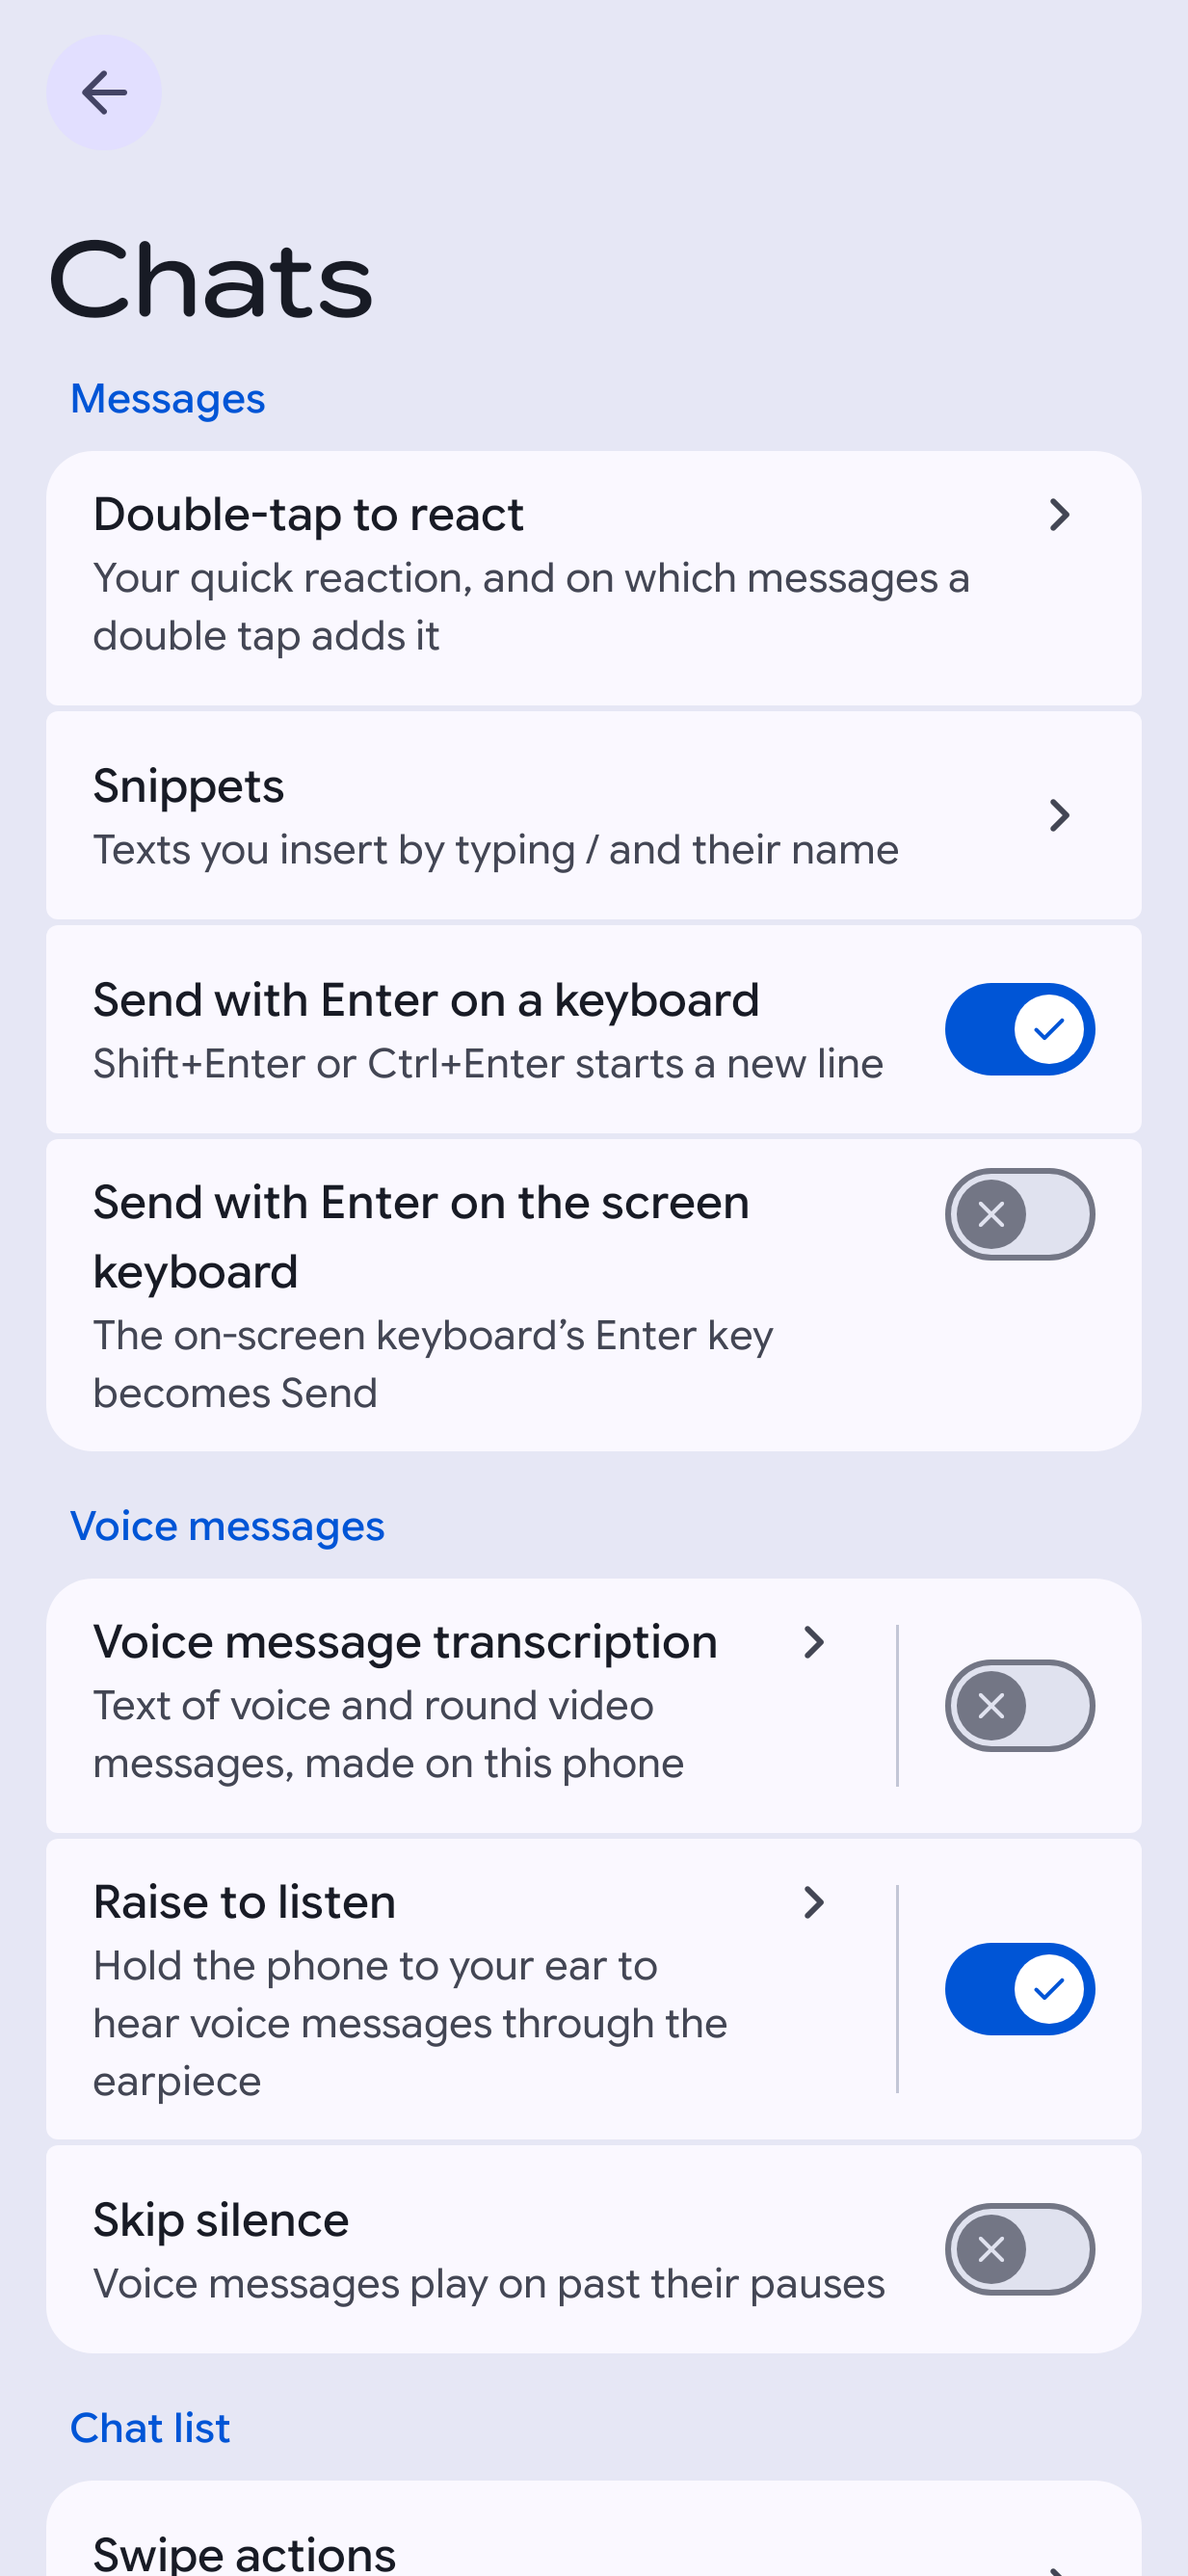 Chats
Messages
Double-tap to react
Your quick reaction, and on which messages a
double tap adds it
Snippets
Texts you insert by typing / and their name
Send with Enter on a keyboard
Shift+Enter or Ctrl+Enter starts a new line
Send with Enter on the screen
keyboard
The on-screen keyboard’s Enter key
becomes Send
Voice messages
Voice message transcription
Text of voice and round video
messages, made on this phone
Raise to listen
Hold the phone to your ear to
hear voice messages through the
earpiece
Skip silence
Voice messages play on past their pauses
Chat list
Swipe actions